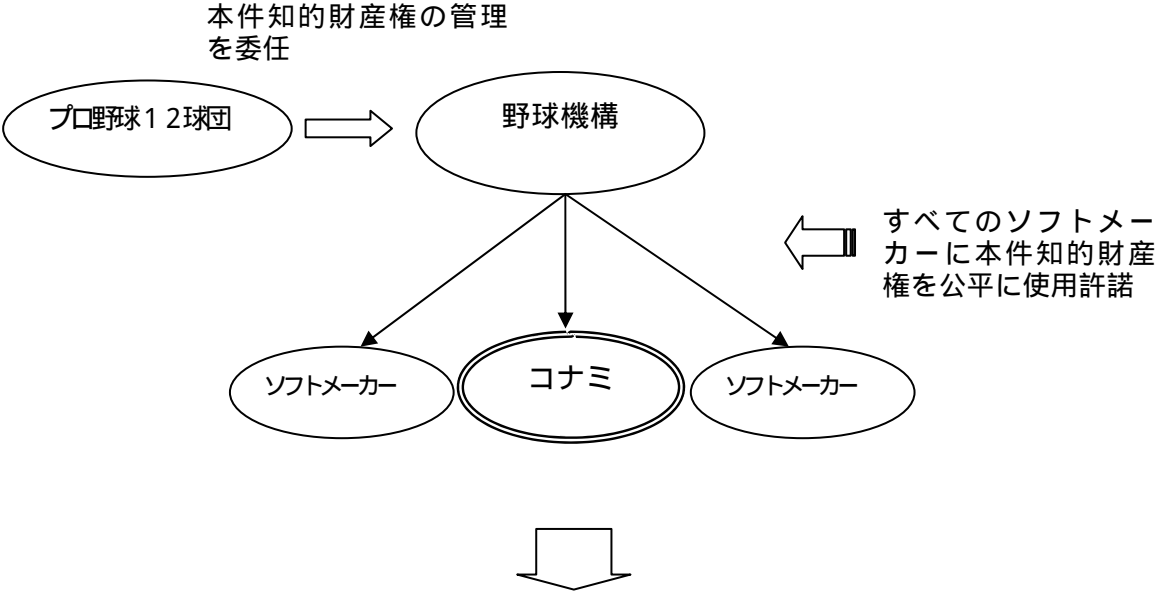 本件知的財産権の管理
を委任
プロ野球12球団
野球機構
すべてのソフトメー
カーに本件知的財産
権を公平に使用許諾
ソフトメーカー
コナミ
ソフトメーカー